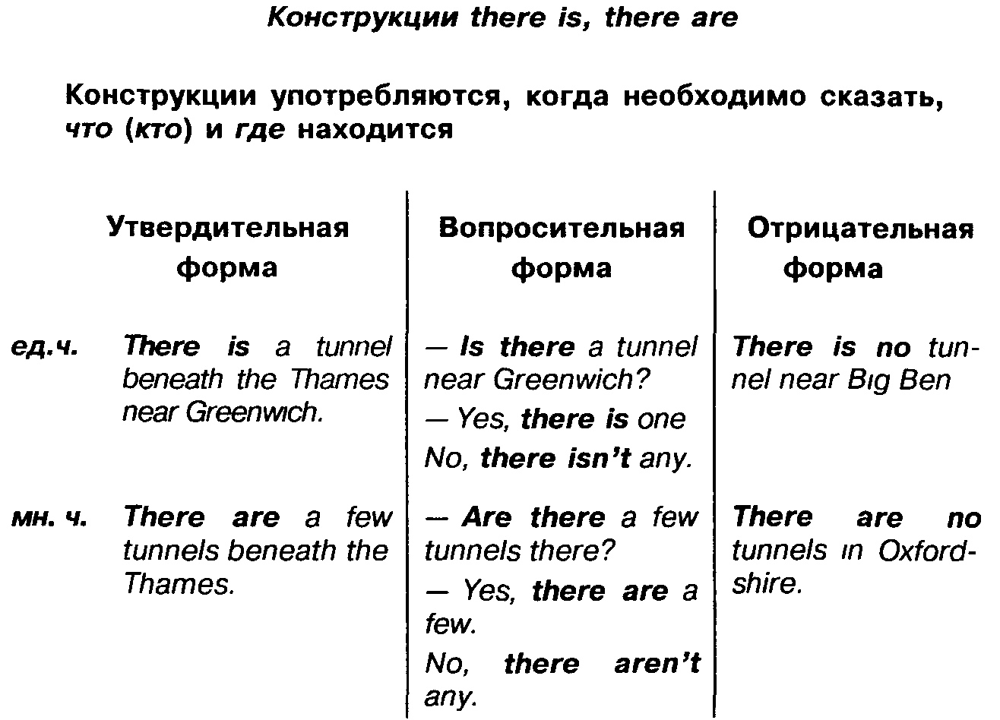 Конструкции there is, there are
Конструкции употребляются, когда необходимо сказать,
что (кто) и где находится
Утвердительная
форма
Вопросительная
форма
Отрицательная
форма
ед.ч.
There is a tunnel
beneath the Thames
near Greenwich.
— Is there a tunnel
near Greenwich?
— Yes, there is one
No, there isn't any.
There is no tun-
nel near Big Ben
мн. ч.
There are a few
tunnels beneath the
Thames.
— Are there a few
tunnels there?
— Yes, there are a
few.
No, there aren't
any.
There are no
tunnels in Oxford-
shire.